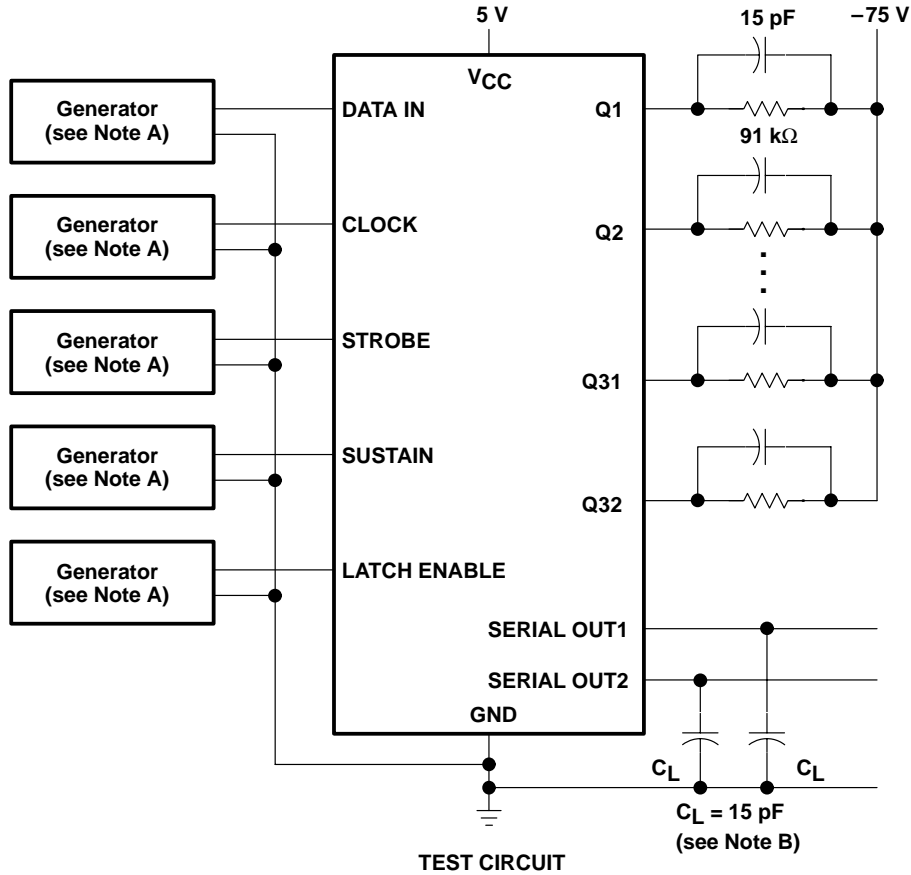 5 V
15 pF
–75 V
VCC
Generator
(see Note A)
DATA IN
Q1
91 kΩ
Generator
(see Note A)
CLOCK
Q2
Generator
(see Note A)
STROBE
Q31
Generator
(see Note A)
SUSTAIN
Q32
Generator
(see Note A)
LATCH ENABLE
SERIAL OUT1
SERIAL OUT2
GND
CL
CL
CL = 15 pF
(see Note B)
TEST CIRCUIT